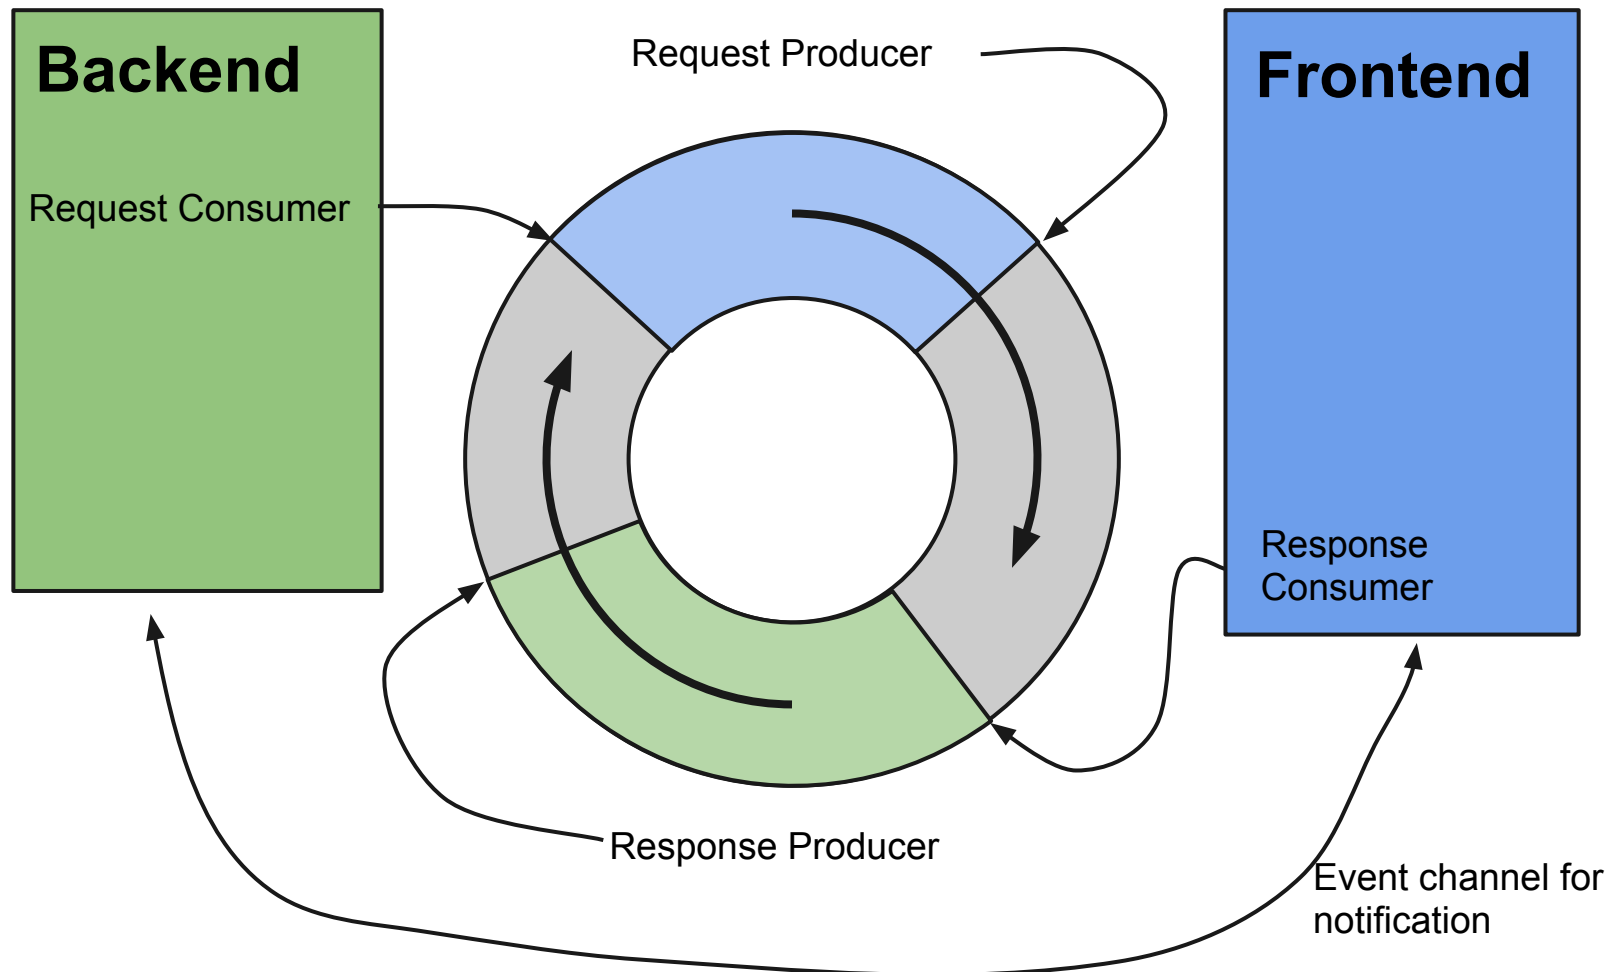 Backend
Request Producer
Frontend
Request Consumer
Response
Consumer
Response Producer
Event channel for
notification